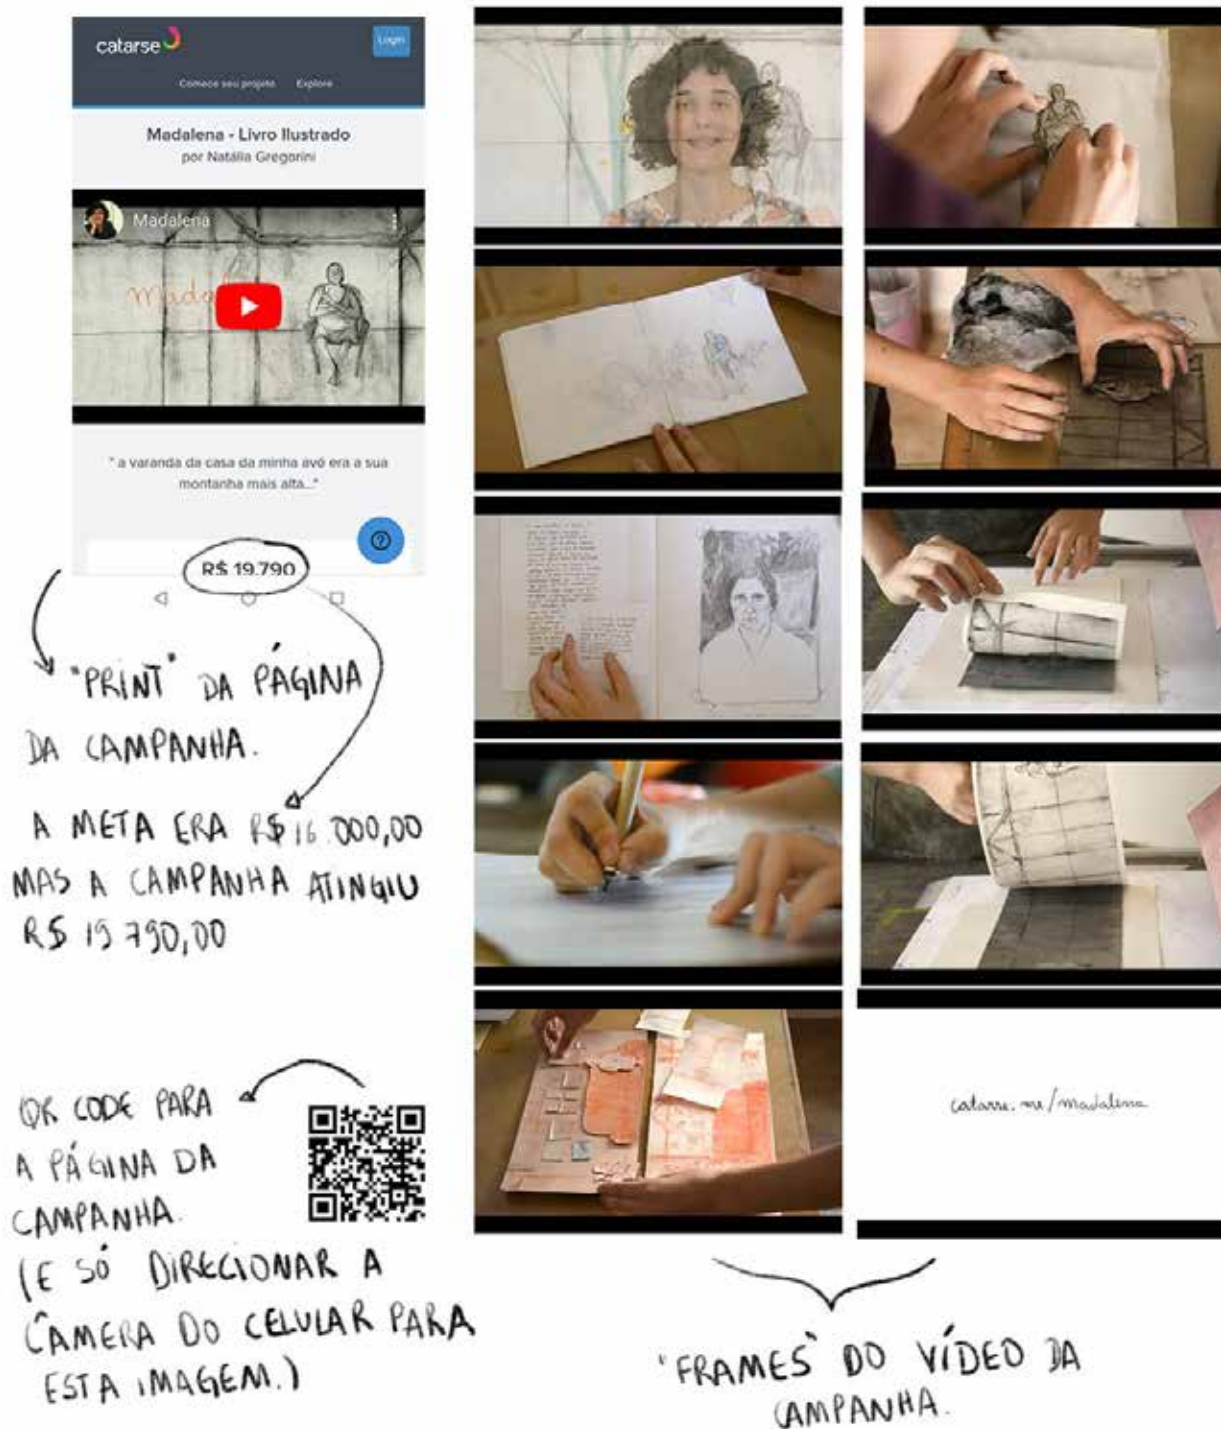 catarse
Login
Comece seu projeto Explore
Madalena - Livro Ilustrado
por Natália Gregorini
Madalena
mada
" a varanda da casa da minha avó era a sua
montanha mais alta..."
R$ 19.790
"PRINT" DA PÁGINA
DA CAMPANHA.
A META ERA R$ 16.000,00
MAS A CAMPANHA ATINGIU
R$ 19 790,00
QR CODE PARA
A PÁGINA DA
CAMPANHA.
(E SÓ DIRECIONAR A
CÂMERA DO CELULAR PARA
ESTA IMAGEM.)
catarse.me/madalena
"FRAMES" DO VÍDEO DA
CAMPANHA.